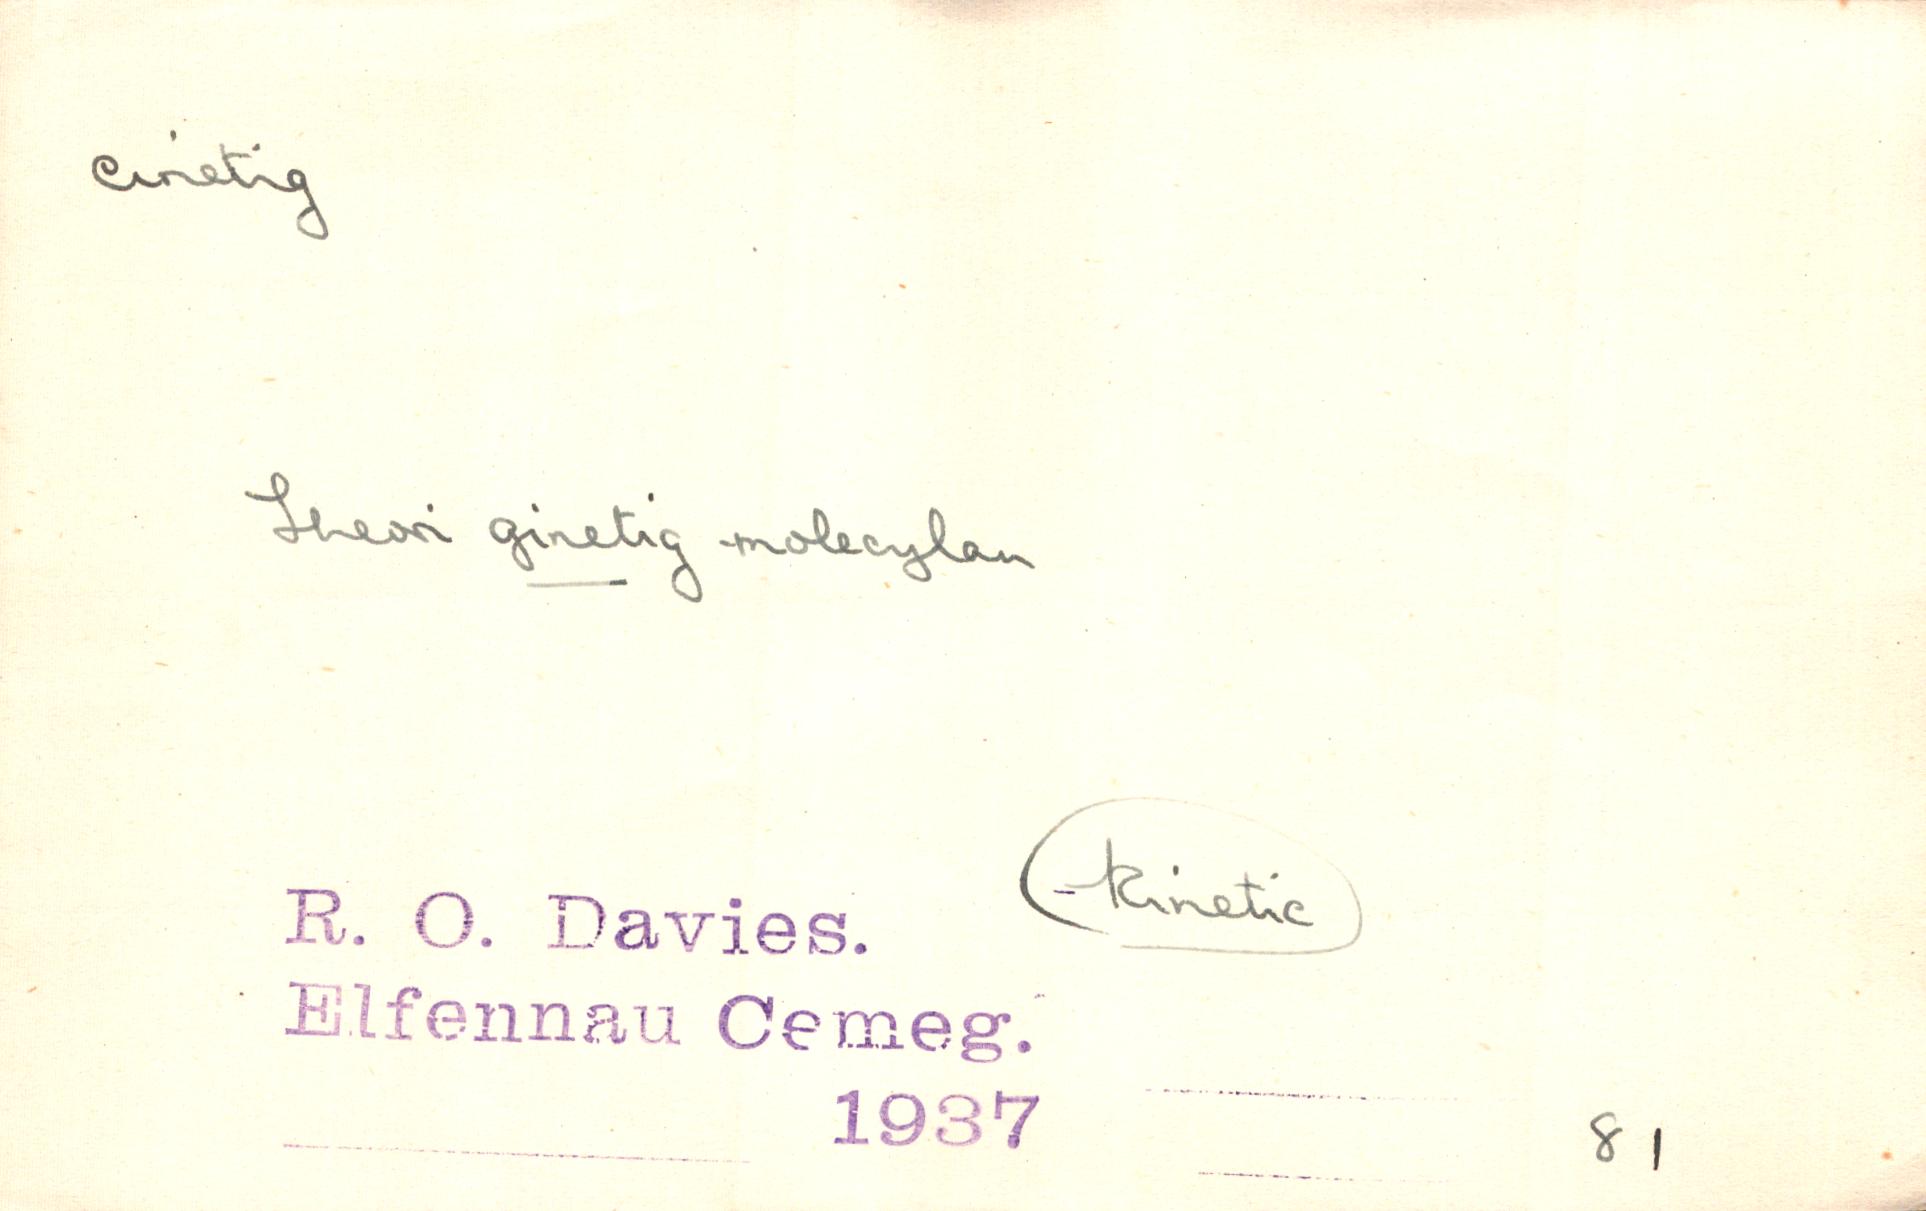 cinetig
Theori ginetig molecylau
- kinetic
R. O. Davies.
Elfennau Cemeg.
1937
81